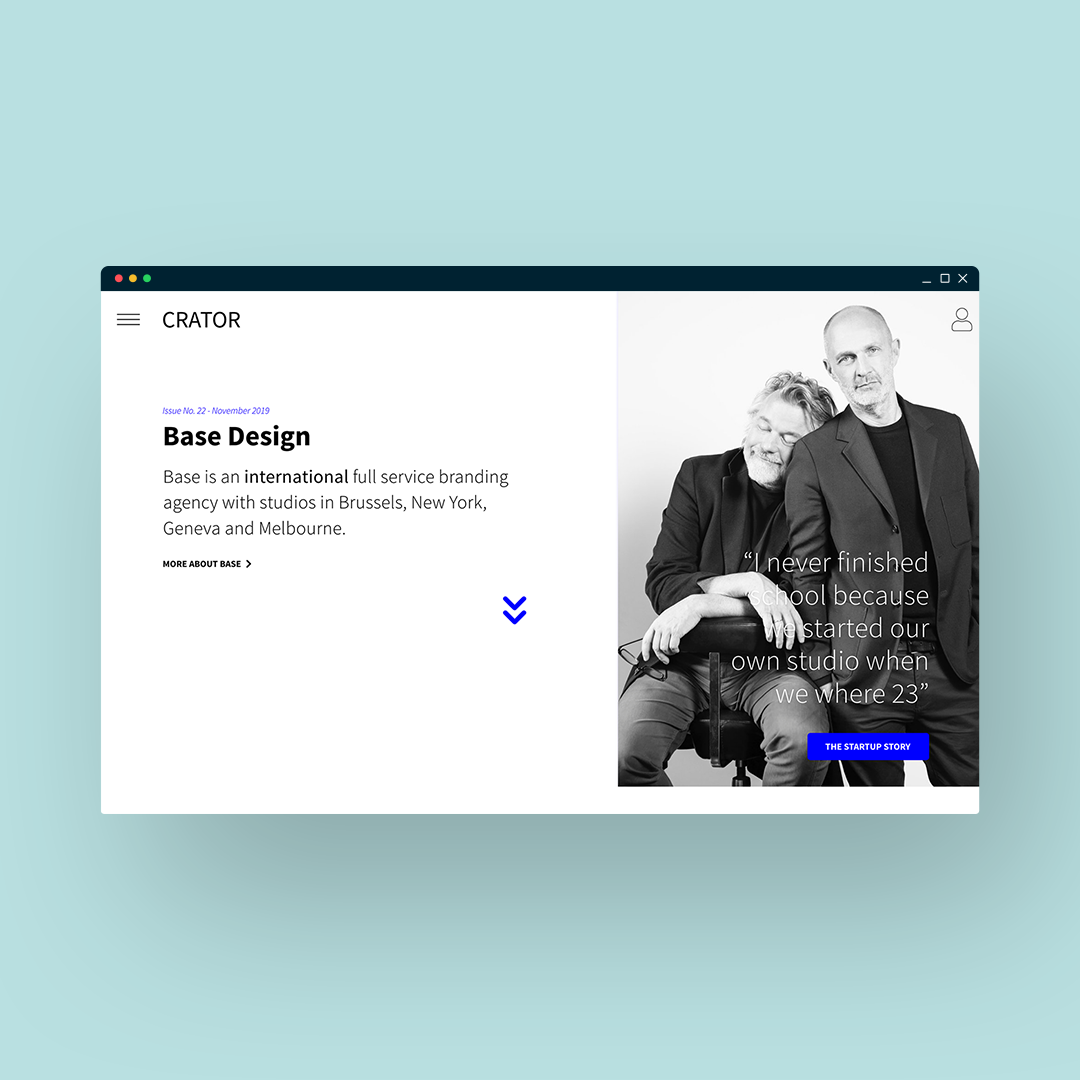 CRATOR
Issue No. 22 - November 2019
Base Design
Base is an international full service branding
agency with studios in Brussels, New York,
Geneva and Melbourne.
MORE ABOUT BASE
“I never finished
school because
we started our
own studio when
we where 23”
THE STARTUP STORY